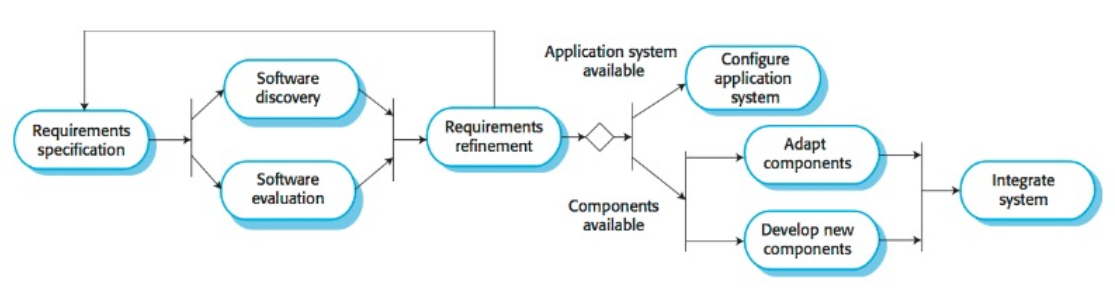 Requirements
specification
Software
discovery
Software
evaluation
Requirements
refinement
Application system
available
Configure
application
system
Components
available
Adapt
components
Develop new
components
Integrate
system